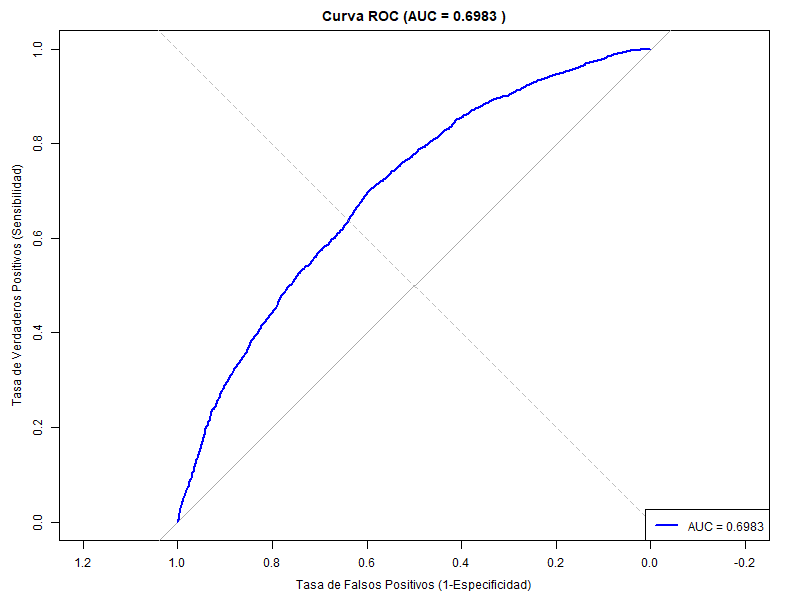 Curva ROC (AUC = 0.6983 )
Tasa de Verdaderos Positivos (Sensibilidad)
1.0
0.8
0.6
0.4
0.2
0.0
AUC = 0.6983
1.2 1.0 0.8 0.6 0.4 0.2 0.0 -0.2
Tasa de Falsos Positivos (1-Especificidad)